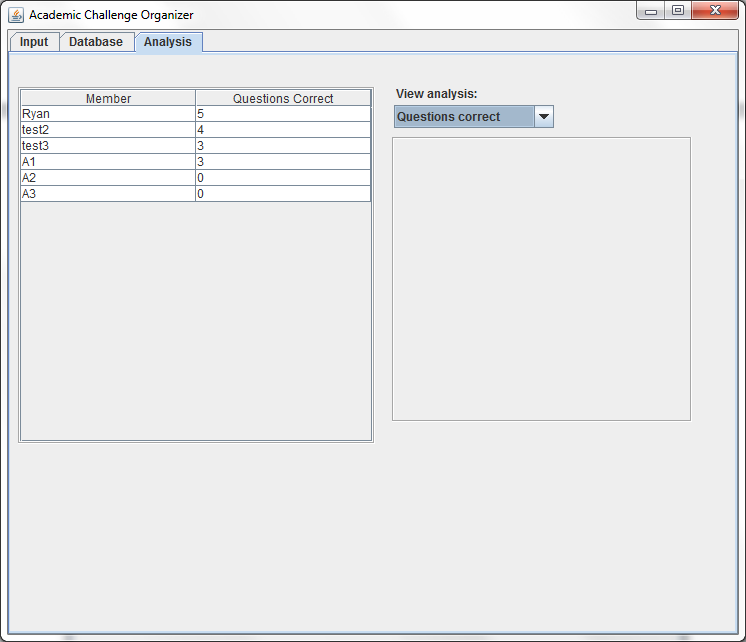 Academic Challenge Organizer
Input Database Analysis
View analysis:
Questions correct
Member Questions Correct
Ryan 5
test2 4
test3 3
A1 3
A2 0
A3 0